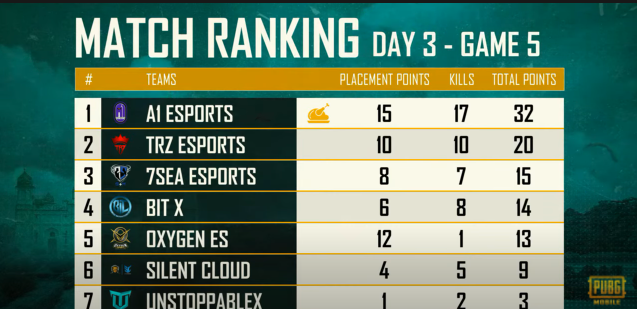 MATCH RANKING DAY 3 - GAME 5
# TEAMS PLACEMENT POINTS KILLS TOTAL POINTS
1 A1 ESPORTS 15 17 32
2 TRZ ESPORTS 10 10 20
3 7SEA ESPORTS 8 7 15
4 BIT X 6 8 14
5 OXYGEN ES 12 1 13
6 SILENT CLOUD 4 5 9
7 UNSTOPPABLEX 1 2 3
PUBG
MOBILE